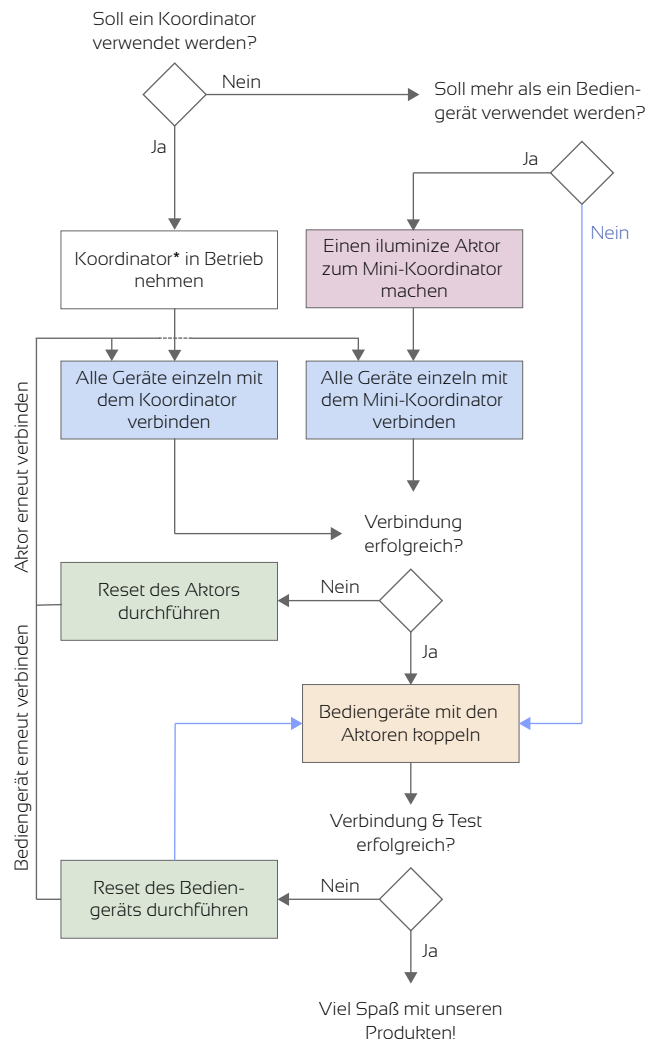 Soll ein Koordinator
verwendet werden?
Nein
Soll mehr als ein Bedien-
gerät verwendet werden?
Ja
Ja
Nein
Koordinator* in Betrieb
nehmen
Einen iluminize Aktor
zum Mini-Koordinator
machen
Alle Geräte einzeln mit
dem Koordinator
verbinden
Alle Geräte einzeln mit
dem Mini-Koordinator
verbinden
Aktor erneut verbinden
Verbindung
erfolgreich?
Reset des Aktors
durchführen
Nein
Ja
Bediengerät erneut verbinden
Bediengeräte mit den
Aktoren koppeln
Verbindung & Test
erfolgreich?
Reset des Bedien-
geräts durchführen
Nein
Ja
Viel Spaß mit unseren
Produkten!